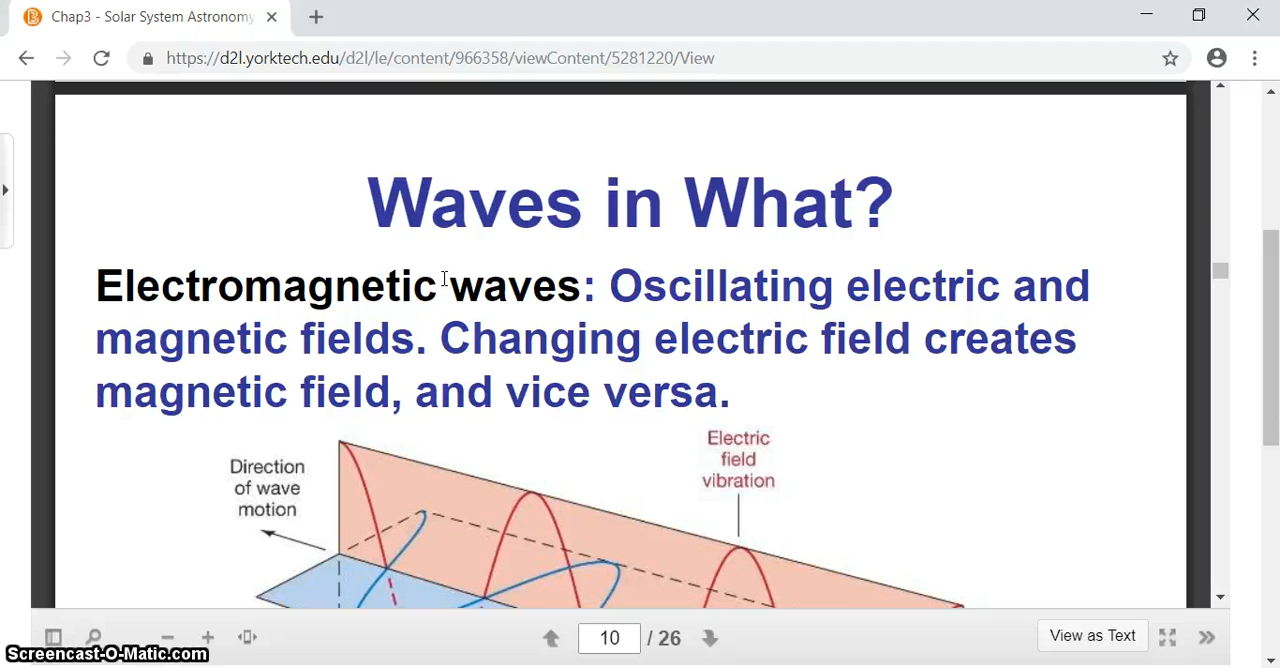 Chap3 - Solar System Astronomy
https://d2l.yorktech.edu/d2l/le/content/966358/viewContent/5281220/View
Waves in What?
Electromagnetic waves: Oscillating electric and
magnetic fields. Changing electric field creates
magnetic field, and vice versa.
Electric
field
vibration
Direction
of wave
motion
10 / 26
View as Text
Screencast-O-Matic.com